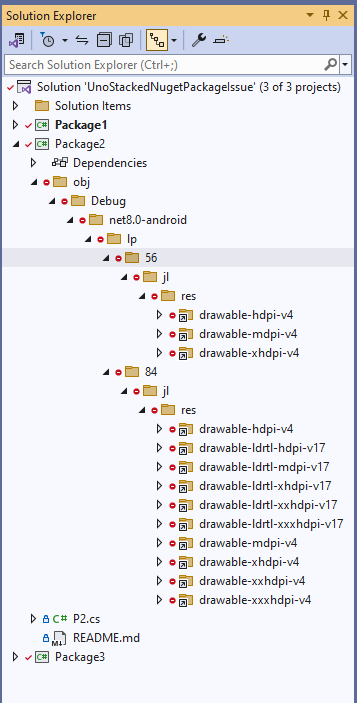 Solution Explorer
Search Solution Explorer (Ctrl+;)
Solution 'UnoStackedNugetPackageIssue' (3 of 3 projects)
Solution Items
C# Package1
C# Package2
Dependencies
obj
Debug
net8.0-android
lp
56
jl
res
drawable-hdpi-v4
drawable-mdpi-v4
drawable-xhdpi-v4
84
jl
res
drawable-hdpi-v4
drawable-ldrtl-hdpi-v17
drawable-ldrtl-mdpi-v17
drawable-ldrtl-xhdpi-v17
drawable-ldrtl-xxhdpi-v17
drawable-ldrtl-xxxhdpi-v17
drawable-mdpi-v4
drawable-xhdpi-v4
drawable-xxhdpi-v4
drawable-xxxhdpi-v4
C# P2.cs
M↓ README.md
C# Package3